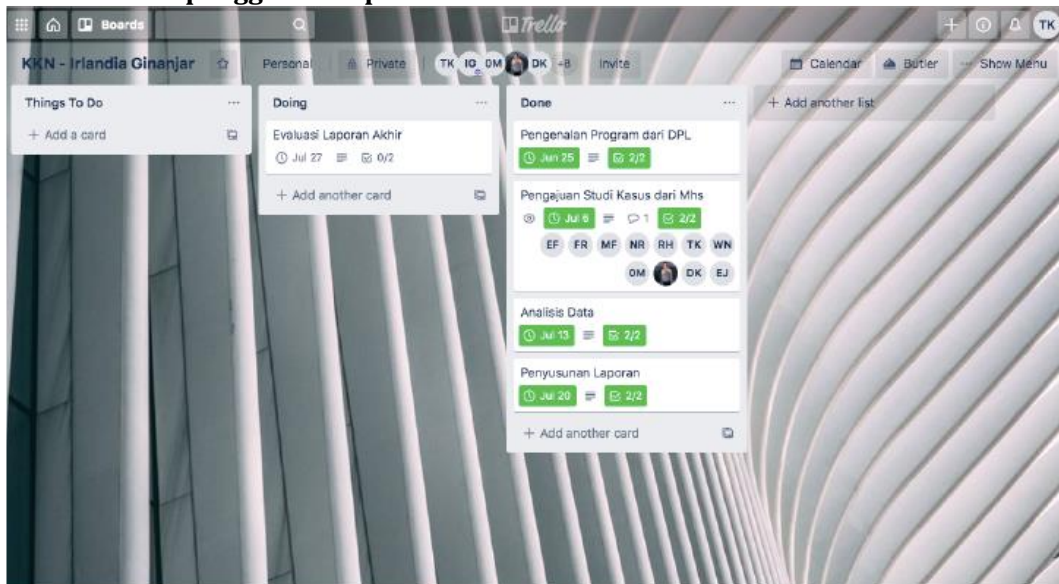 Boards
Trello
TK
KKN - Irlandia Ginanjar
Personal
Private
TK IG OM DK +8
Invite
Calendar
Butler
Show Menu
Things To Do
+ Add a card
Doing
Evaluasi Laporan Akhir
Jul 27 0/2
+ Add another card
Done
Pengenalan Program dari DPL
Jun 25 2/2
Pengajuan Studi Kasus dari Mhs
Jul 6 1 2/2
EF FR MF NR RH TK WN
OM DK EJ
Analisis Data
Jul 13 2/2
Penyusunan Laporan
Jul 20 2/2
+ Add another card
+ Add another list